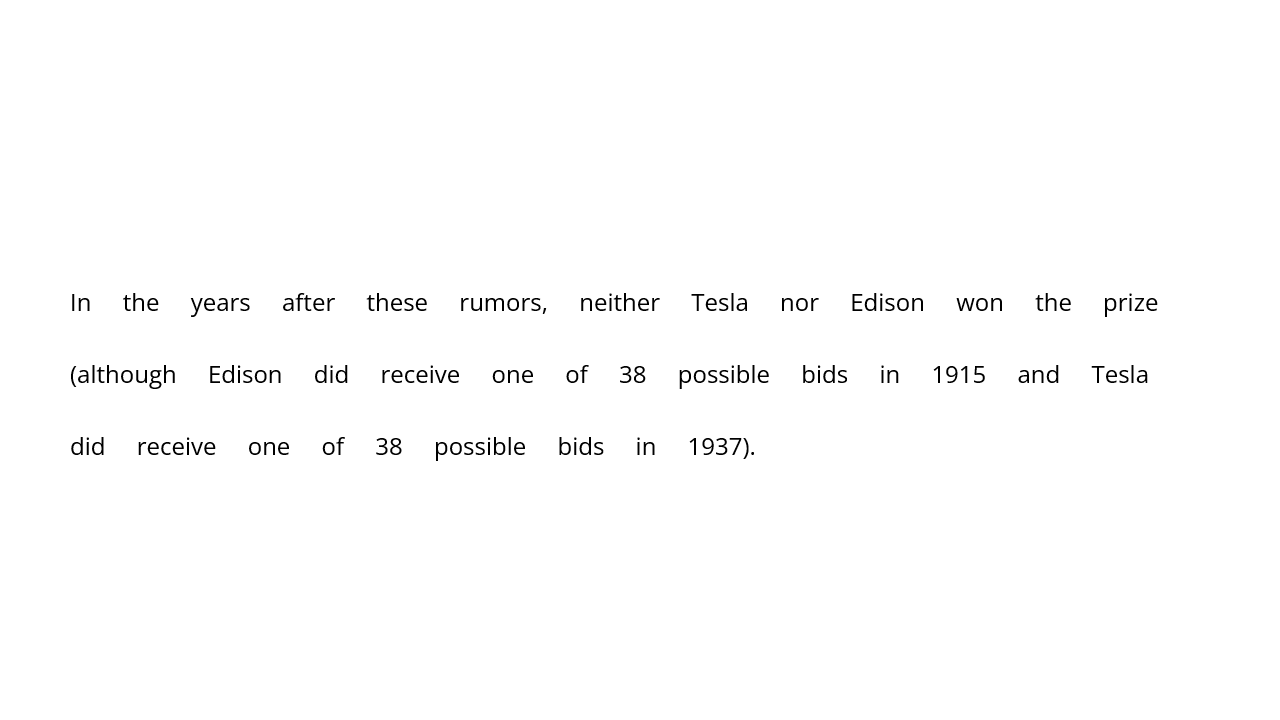 In the years after these rumors, neither Tesla nor Edison won the prize
(although Edison did receive one of 38 possible bids in 1915 and Tesla
did receive one of 38 possible bids in 1937).